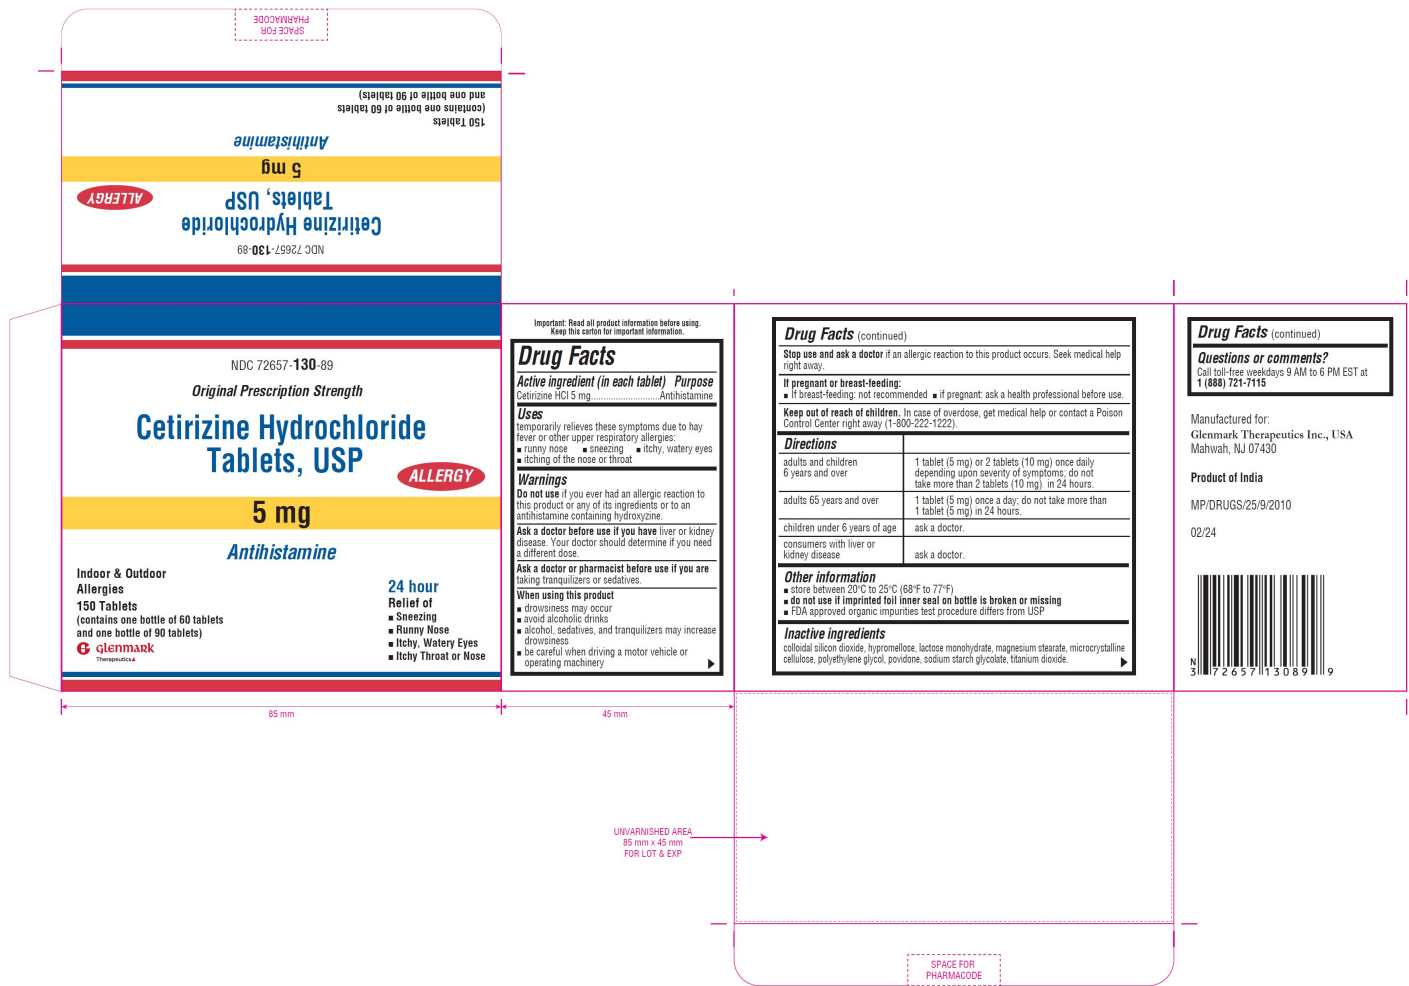 SPACE FOR
PHARMACODE
150 Tablets
(contains one bottle of 60 tablets
and one bottle of 90 tablets)
Antihistamine
5 mg
ALLERGY
Cetirizine Hydrochloride
Tablets, USP
NDC 72657-130-89
NDC 72657-130-89
Original Prescription Strength
Cetirizine Hydrochloride
Tablets, USP
ALLERGY
5 mg
Antihistamine
Indoor & Outdoor
Allergies
150 Tablets
(contains one bottle of 60 tablets
and one bottle of 90 tablets)
glenmark
Therapeutics
24 hour
Relief of
■ Sneezing
■ Runny Nose
■ Itchy, Watery Eyes
■ Itchy Throat or Nose
85 mm
Important: Read all product information before using.
Keep this carton for important information.
Drug Facts
Active ingredient (in each tablet) Purpose
Cetirizine HCl 5 mg............................Antihistamine
Uses
temporarily relieves these symptoms due to hay
fever or other upper respiratory allergies:
■ runny nose ■ sneezing ■ itchy, watery eyes
■ itching of the nose or throat
Warnings
Do not use if you ever had an allergic reaction to
this product or any of its ingredients or to an
antihistamine containing hydroxyzine.
Ask a doctor before use if you have liver or kidney
disease. Your doctor should determine if you need
a different dose.
Ask a doctor or pharmacist before use if you are
taking tranquilizers or sedatives.
When using this product
■ drowsiness may occur
■ avoid alcoholic drinks
■ alcohol, sedatives, and tranquilizers may increase
drowsiness
■ be careful when driving a motor vehicle or
operating machinery
45 mm
Drug Facts (continued)
Stop use and ask a doctor if an allergic reaction to this product occurs. Seek medical help
right away.
If pregnant or breast-feeding:
■ If breast-feeding: not recommended ■ if pregnant: ask a health professional before use.
Keep out of reach of children. In case of overdose, get medical help or contact a Poison
Control Center right away (1-800-222-1222).
Directions
adults and children
6 years and over
1 tablet (5 mg) or 2 tablets (10 mg) once daily
depending upon severity of symptoms; do not
take more than 2 tablets (10 mg) in 24 hours.
adults 65 years and over
1 tablet (5 mg) once a day; do not take more than
1 tablet (5 mg) in 24 hours.
children under 6 years of age
ask a doctor.
consumers with liver or
kidney disease
ask a doctor.
Other information
■ store between 20°C to 25°C (68°F to 77°F)
■ do not use if imprinted foil inner seal on bottle is broken or missing
■ FDA approved organic impurities test procedure differs from USP
Inactive ingredients
colloidal silicon dioxide, hypromellose, lactose monohydrate, magnesium stearate, microcrystalline
cellulose, polyethylene glycol, povidone, sodium starch glycolate, titanium dioxide.
Drug Facts (continued)
Questions or comments?
Call toll-free weekdays 9 AM to 6 PM EST at
1 (888) 721-7115
Manufactured for:
Glenmark Therapeutics Inc., USA
Mahwah, NJ 07430
Product of India
MP/DRUGS/25/9/2010
02/24
N
3 72657 13089 9
UNVARNISHED AREA
85 mm x 45 mm
FOR LOT & EXP
SPACE FOR
PHARMACODE